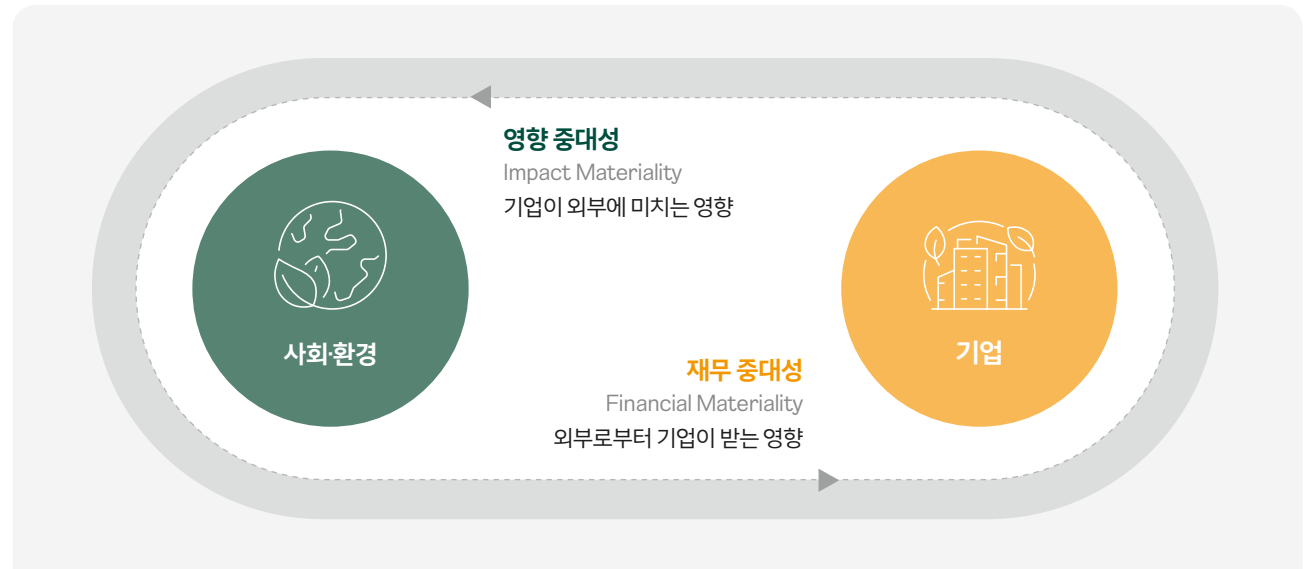 영향 중대성
Impact Materiality
기업이 외부에 미치는 영향
사회·환경
기업
재무 중대성
Financial Materiality
외부로부터 기업이 받는 영향